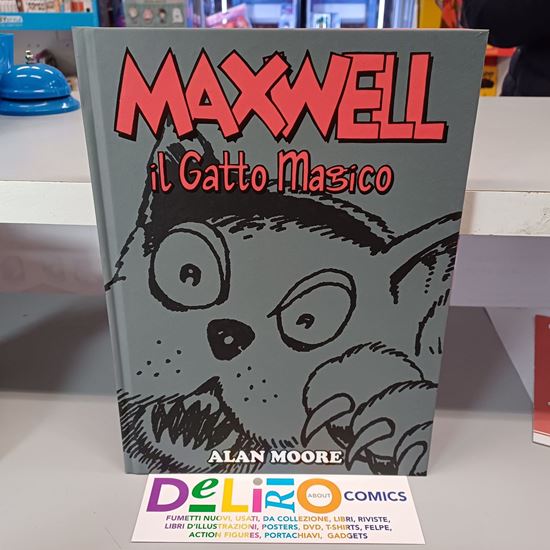 MAXWELL
il Gatto Magico
ALAN MOORE
DeLiRiO ABOUT COMICS
FUMETTI NUOVI, USATI, DA COLLEZIONE, LIBRI, RIVISTE,
LIBRI D'ILLUSTRAZIONI, POSTERS, DVD, T-SHIRTS, FELPE,
ACTION FIGURES, PORTACHIAVI, GADGETS